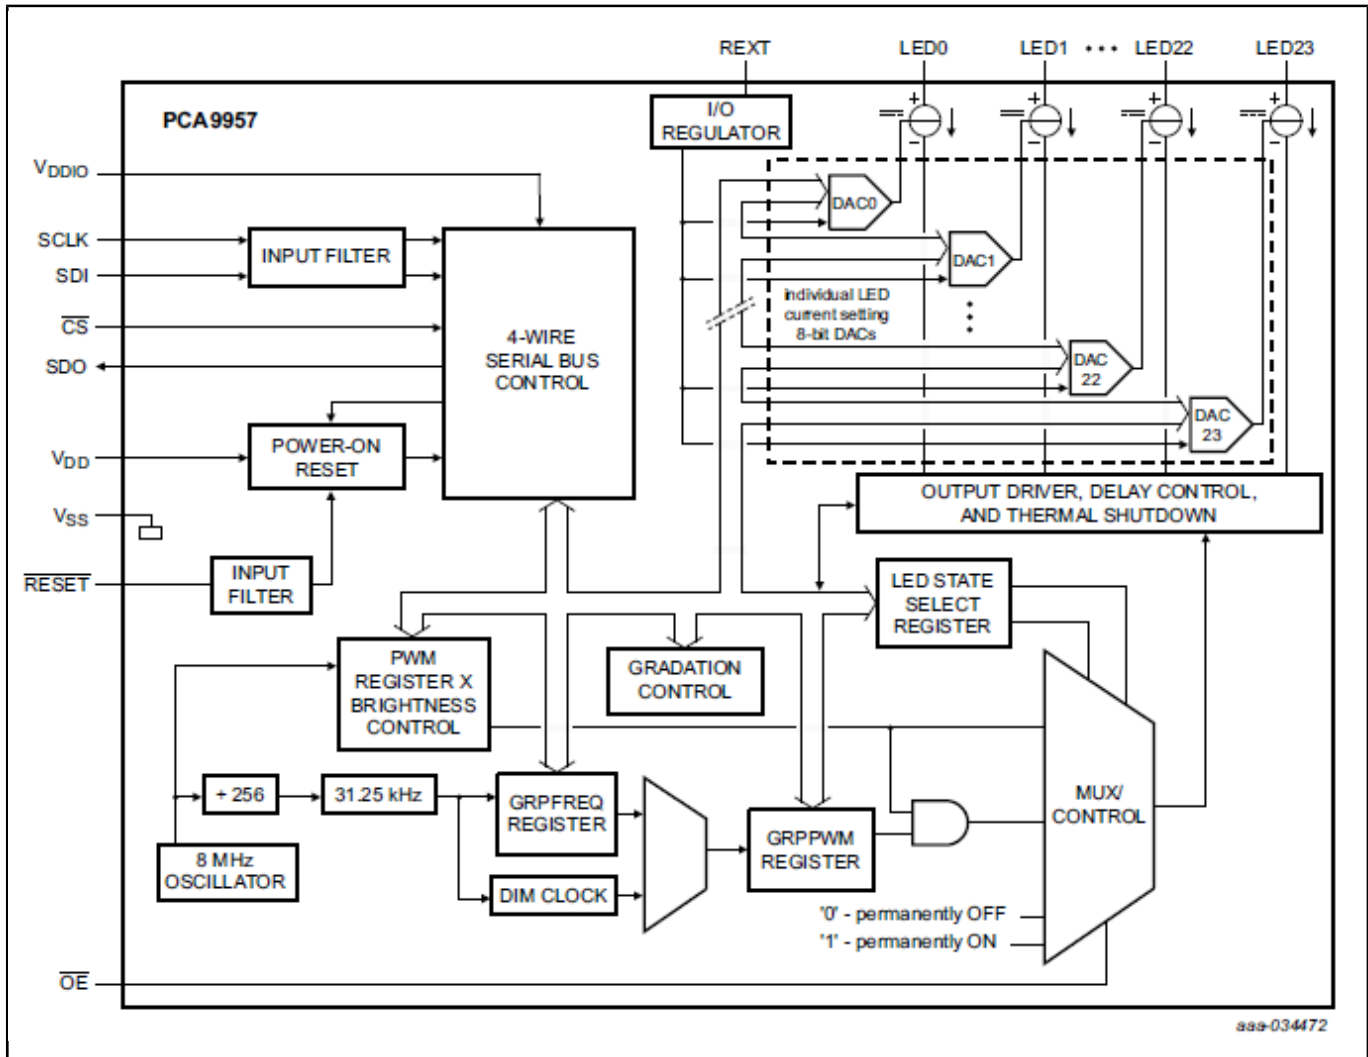 REXT LED0 LED1 ••• LED22 LED23
PCA9957
I/O
REGULATOR
+ + + +
- - - -
VDDIO
SCLK
SDI
INPUT FILTER
CS
SDO
4-WIRE
SERIAL BUS
CONTROL
DAC0
DAC1
individual LED
current setting
8-bit DACs
DAC
22
DAC
23
VDD
POWER-ON
RESET
VSS
RESET
INPUT
FILTER
OUTPUT DRIVER, DELAY CONTROL,
AND THERMAL SHUTDOWN
LED STATE
SELECT
REGISTER
PWM
REGISTER X
BRIGHTNESS
CONTROL
GRADATION
CONTROL
+ 256
31.25 kHz
GRPFREQ
REGISTER
8 MHz
OSCILLATOR
DIM CLOCK
GRPPWM
REGISTER
MUX/
CONTROL
'0' - permanently OFF
'1' - permanently ON
OE
aaa-034472